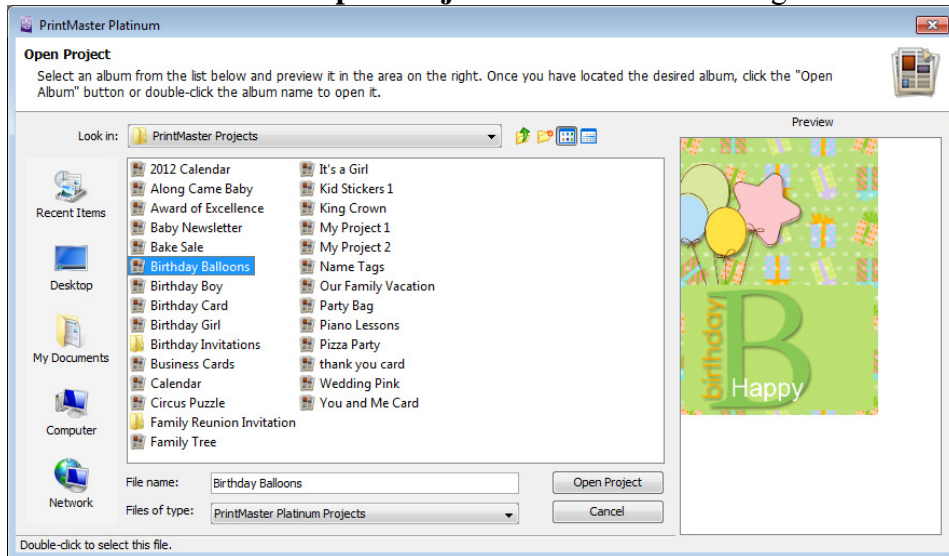 PrintMaster Platinum
Open Project
Select an album from the list below and preview it in the area on the right. Once you have located the desired album, click the "Open
Album" button or double-click the album name to open it.
Look in:
PrintMaster Projects
Preview
Recent Items
Desktop
My Documents
Computer
Network
2012 Calendar
Along Came Baby
Award of Excellence
Baby Newsletter
Bake Sale
Birthday Balloons
Birthday Boy
Birthday Card
Birthday Girl
Birthday Invitations
Business Cards
Calendar
Circus Puzzle
Family Reunion Invitation
Family Tree
It's a Girl
Kid Stickers 1
King Crown
My Project 1
My Project 2
Name Tags
Our Family Vacation
Party Bag
Piano Lessons
Pizza Party
thank you card
Wedding Pink
You and Me Card
birthday
B
Happy
File name:
Birthday Balloons
Open Project
Files of type:
PrintMaster Platinum Projects
Cancel
Double-click to select this file.